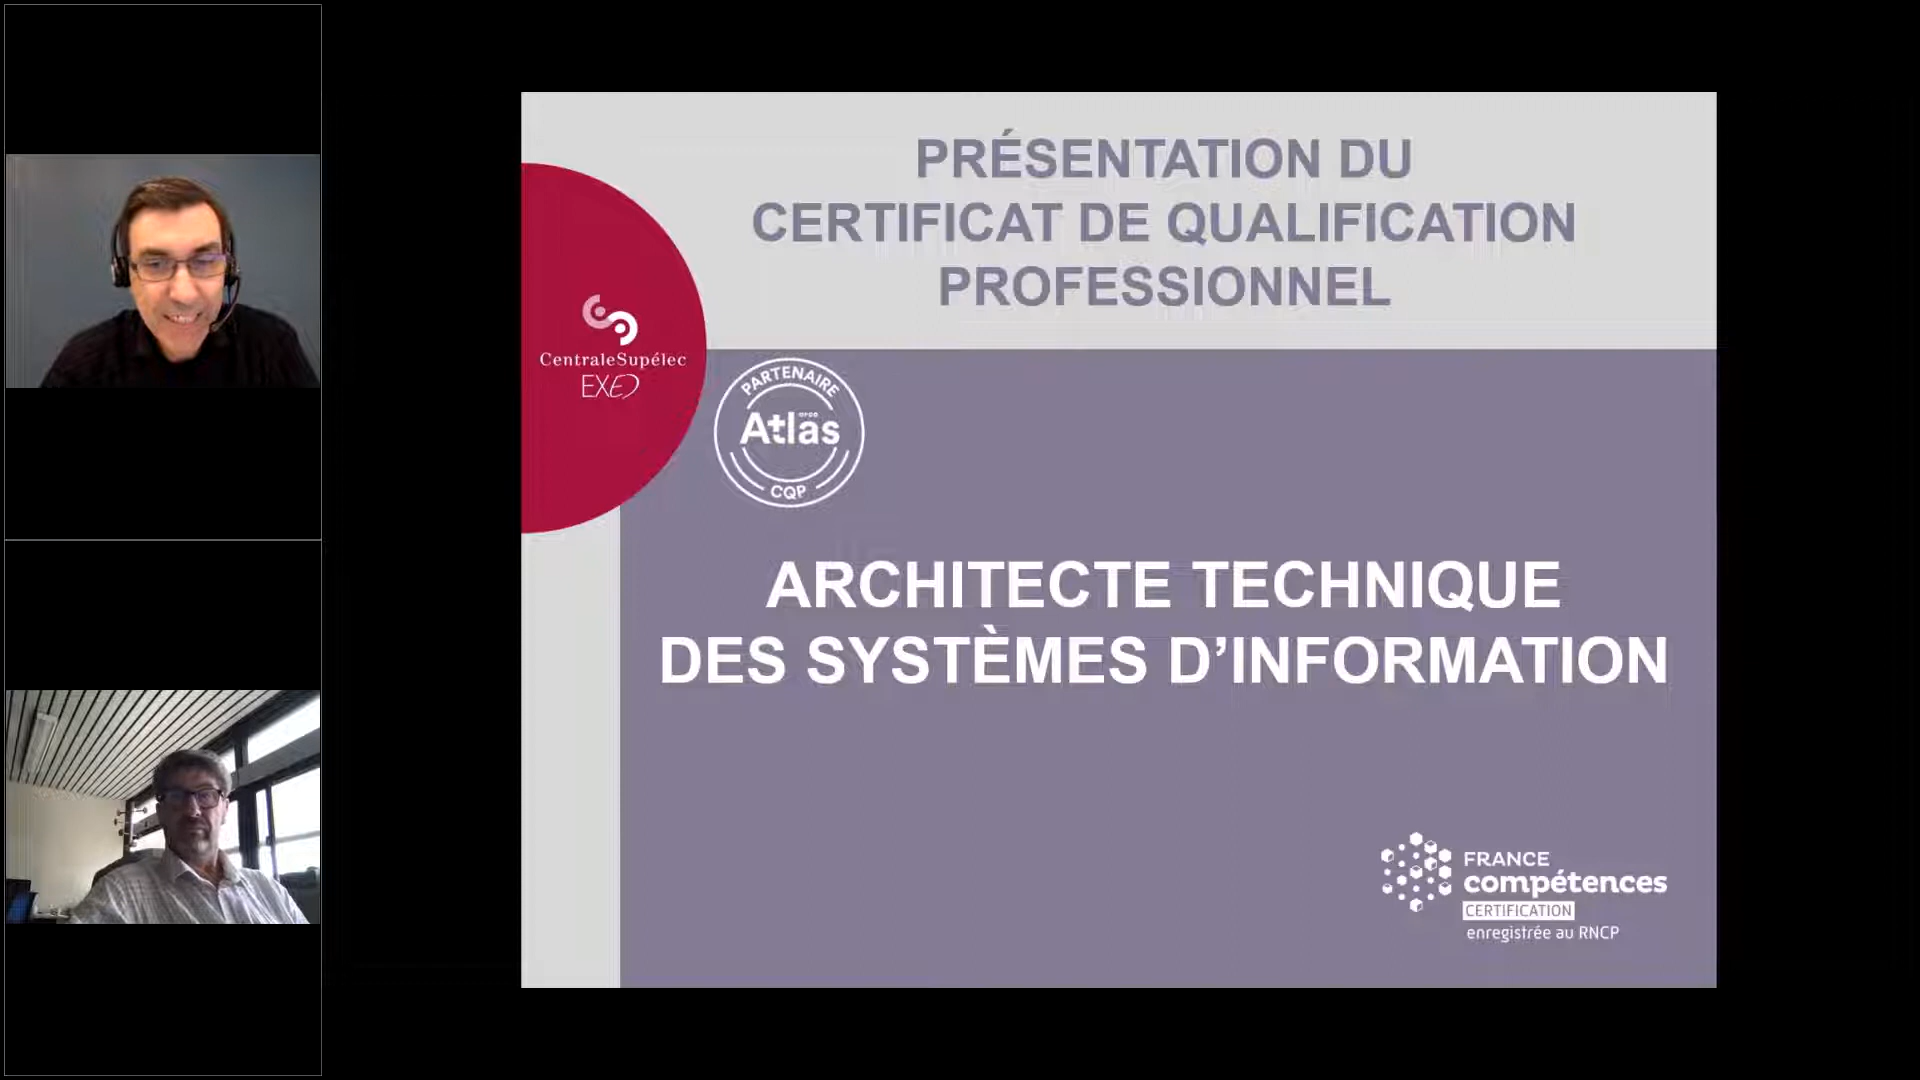 PRÉSENTATION DU
CERTIFICAT DE QUALIFICATION
PROFESSIONNEL
CentraleSupélec
EXED
PARTENAIRE
OPCO
Atlas
CQP
ARCHITECTE TECHNIQUE
DES SYSTÈMES D’INFORMATION
FRANCE
compétences
CERTIFICATION
enregistrée au RNCP